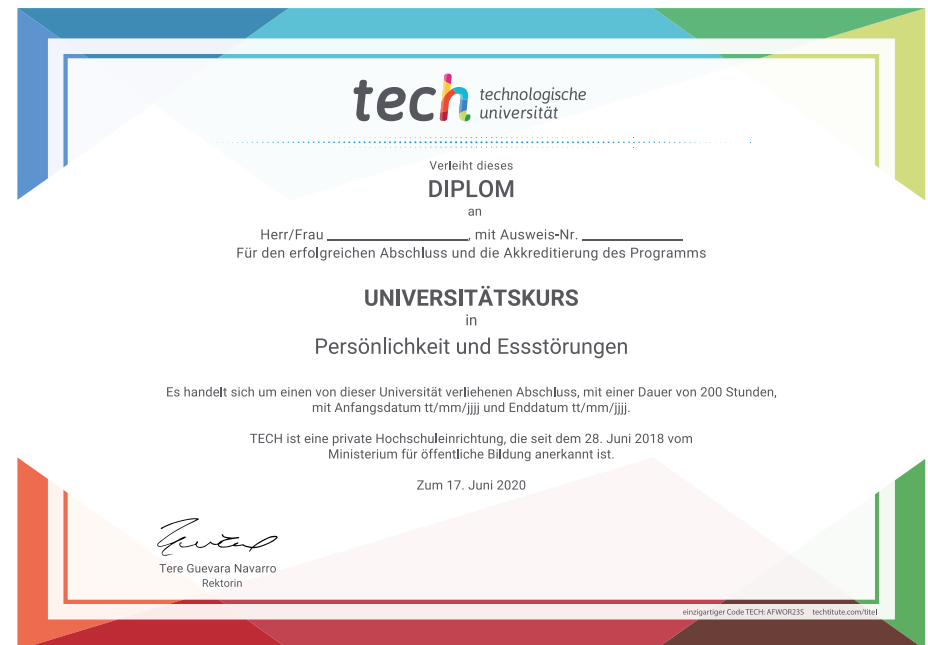 tech technologische
universität
Verleiht dieses
DIPLOM
an
Herr/Frau ____________, mit Ausweis-Nr. ____________
Für den erfolgreichen Abschluss und die Akkreditierung des Programms
UNIVERSITÄTSKURS
in
Persönlichkeit und Essstörungen
Es handelt sich um einen von dieser Universität verliehenen Abschluss, mit einer Dauer von 200 Stunden,
mit Anfangsdatum tt/mm/jjjj und Enddatum tt/mm/jjjj.
TECH ist eine private Hochschuleinrichtung, die seit dem 28. Juni 2018 vom
Ministerium für öffentliche Bildung anerkannt ist.
Zum 17. Juni 2020
Tere Guevara Navarro
Rektorin
einzigartiger Code TECH: AFWOR23S techtitute.com/titel